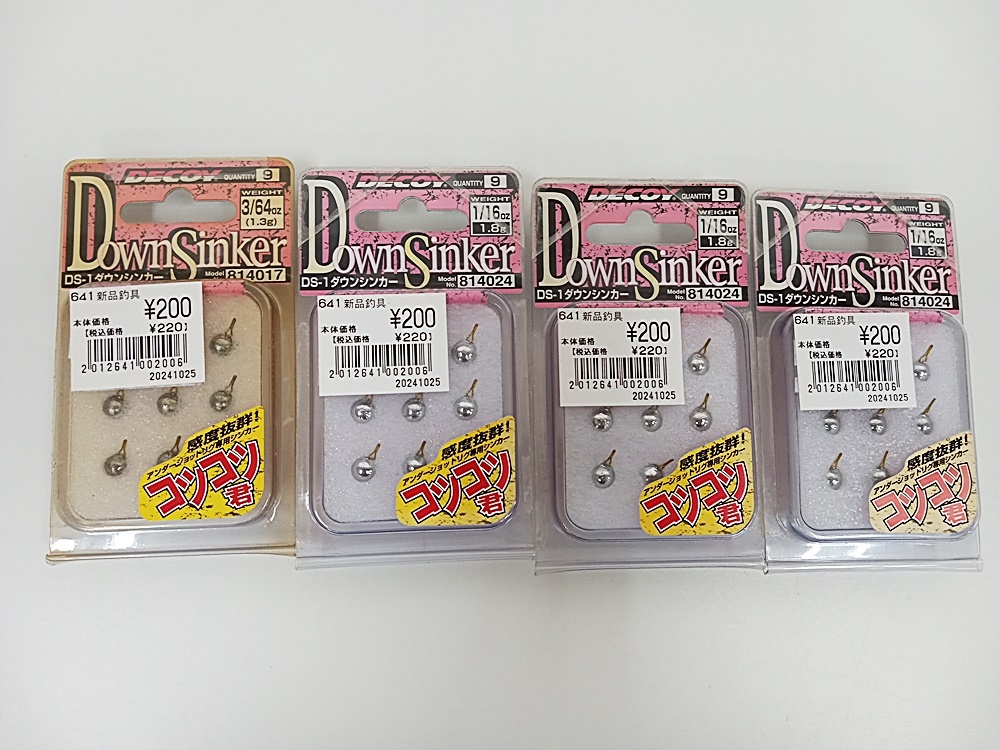 DECOY
QUANTITY 9
WEIGHT
3/64oz
(1.3g)
DownSinker
DS-1ダウンシンカー
Model 814017
641 新品釣具
¥200
本体価格
【税込価格 ¥220】
2 012641 002006
20241025
感度抜群!
アンダーショットリグ専用シンカー
コツコツ君
DECOY
QUANTITY 9
WEIGHT
1/16oz
1.8g
DownSinker
DS-1ダウンシンカー
Model No. 814024
641 新品釣具
¥200
本体価格
【税込価格 ¥220】
2 012641 002006
20241025
感度抜群!
アンダーショットリグ専用シンカー
コツコツ君
DECOY
QUANTITY 9
WEIGHT
1/16oz
1.8g
DownSinker
DS-1ダウンシンカー
Model No. 814024
641 新品釣具
¥200
本体価格
【税込価格 ¥220】
2 012641 002006
20241025
感度抜群!
アンダーショットリグ専用シンカー
コツコツ君
DECOY
QUANTITY 9
WEIGHT
1/16oz
1.8g
DownSinker
DS-1ダウンシンカー
Model No. 814024
641 新品釣具
¥200
本体価格
【税込価格 ¥220】
2 012641 002006
20241025
感度抜群!
アンダーショットリグ専用シンカー
コツコツ君